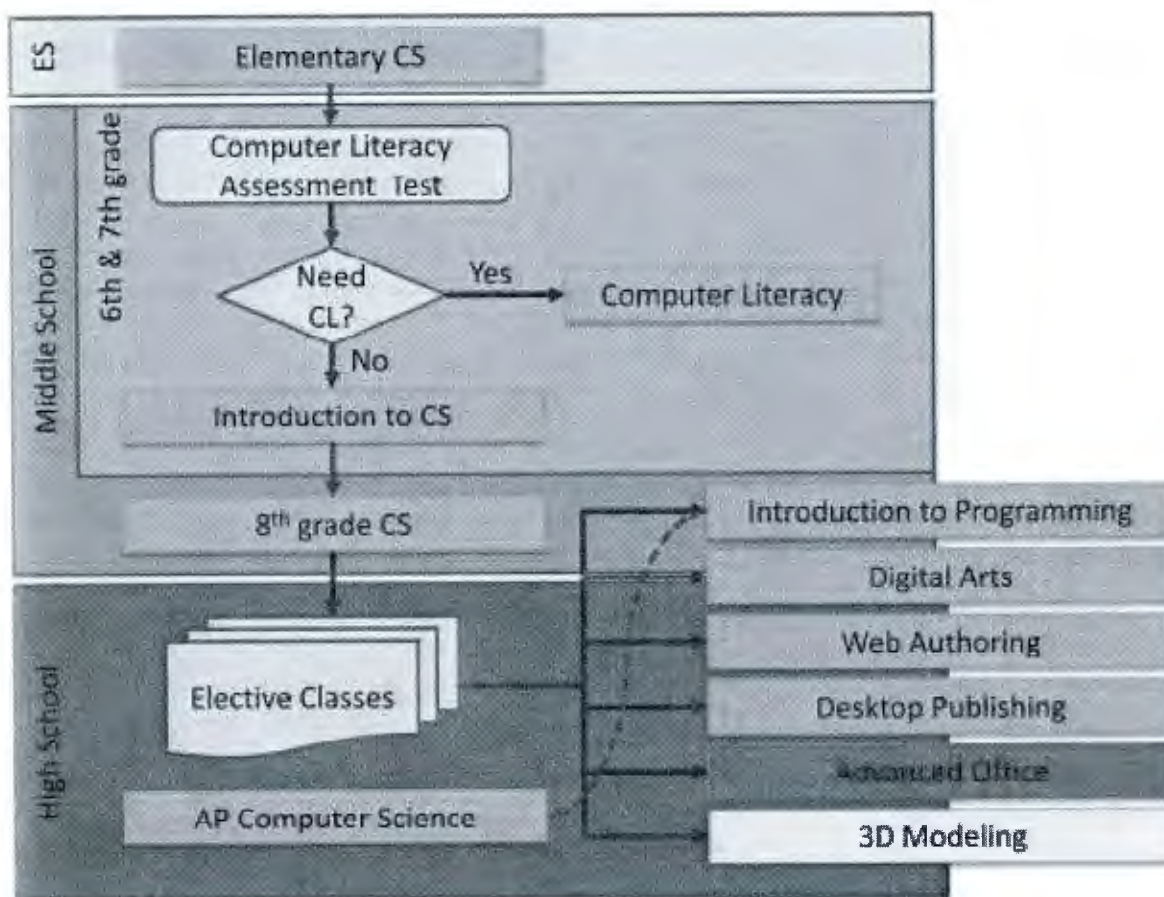 ES
Elementary CS
Middle School
6th & 7th grade
Computer Literacy
Assessment Test
Need
CL?
Yes
Computer Literacy
No
Introduction to CS
8th grade CS
High School
Elective Classes
AP Computer Science
Introduction to Programming
Digital Arts
Web Authoring
Desktop Publishing
Advanced Office
3D Modeling